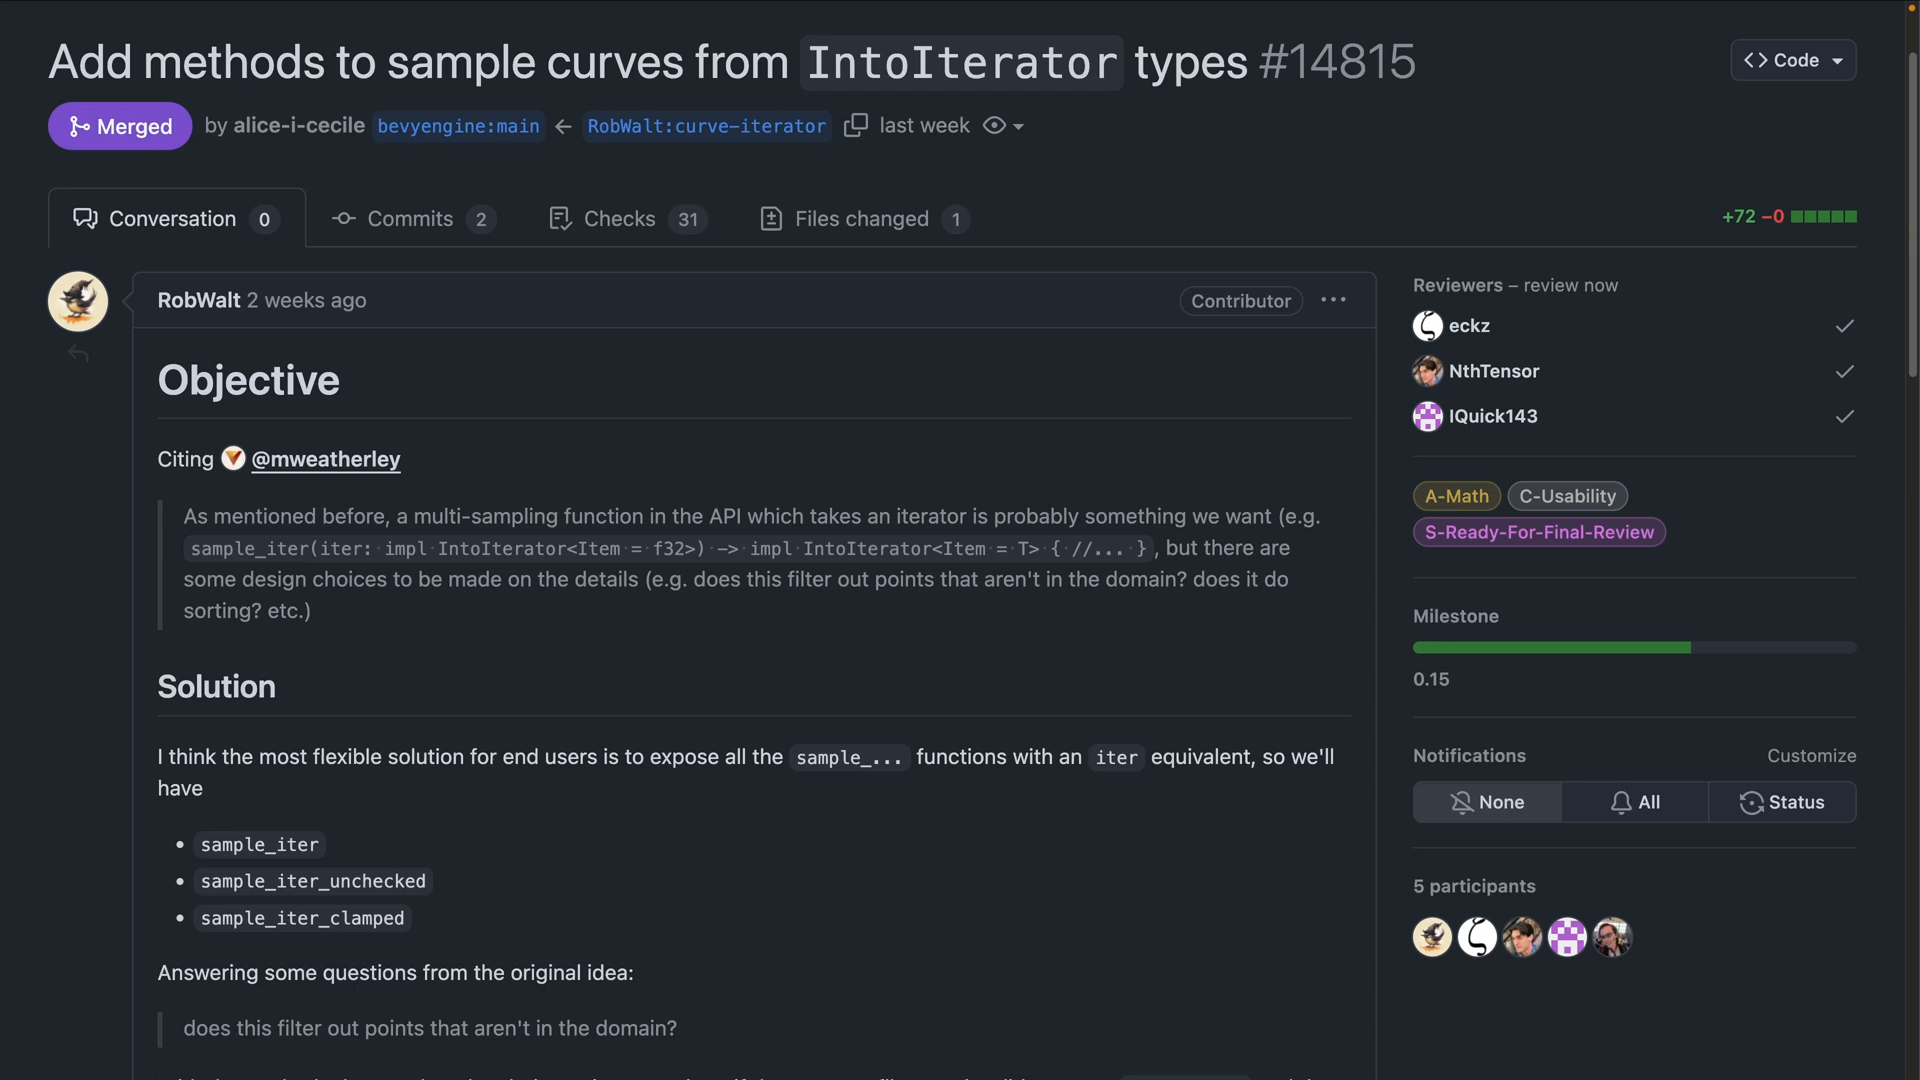 Add methods to sample curves from IntoIterator types #14815
Code
Merged by alice-i-cecile bevyengine:main ← RobWalt:curve-iterator last week
Conversation 0 Commits 2 Checks 31 Files changed 1
+72 −0
RobWalt 2 weeks ago Contributor ···
Objective
Citing @mweatherley
As mentioned before, a multi-sampling function in the API which takes an iterator is probably something we want (e.g.
sample_iter(iter: impl IntoIterator<Item = f32>) -> impl IntoIterator<Item = T> { //... }, but there are
some design choices to be made on the details (e.g. does this filter out points that aren't in the domain? does it do
sorting? etc.)
Solution
I think the most flexible solution for end users is to expose all the sample_... functions with an iter equivalent, so we'll
have
• sample_iter
• sample_iter_unchecked
• sample_iter_clamped
Answering some questions from the original idea:
does this filter out points that aren't in the domain?
Reviewers – review now
eckz
NthTensor
IQuick143
A-Math C-Usability
S-Ready-For-Final-Review
Milestone
0.15
Notifications Customize
None All Status
5 participants